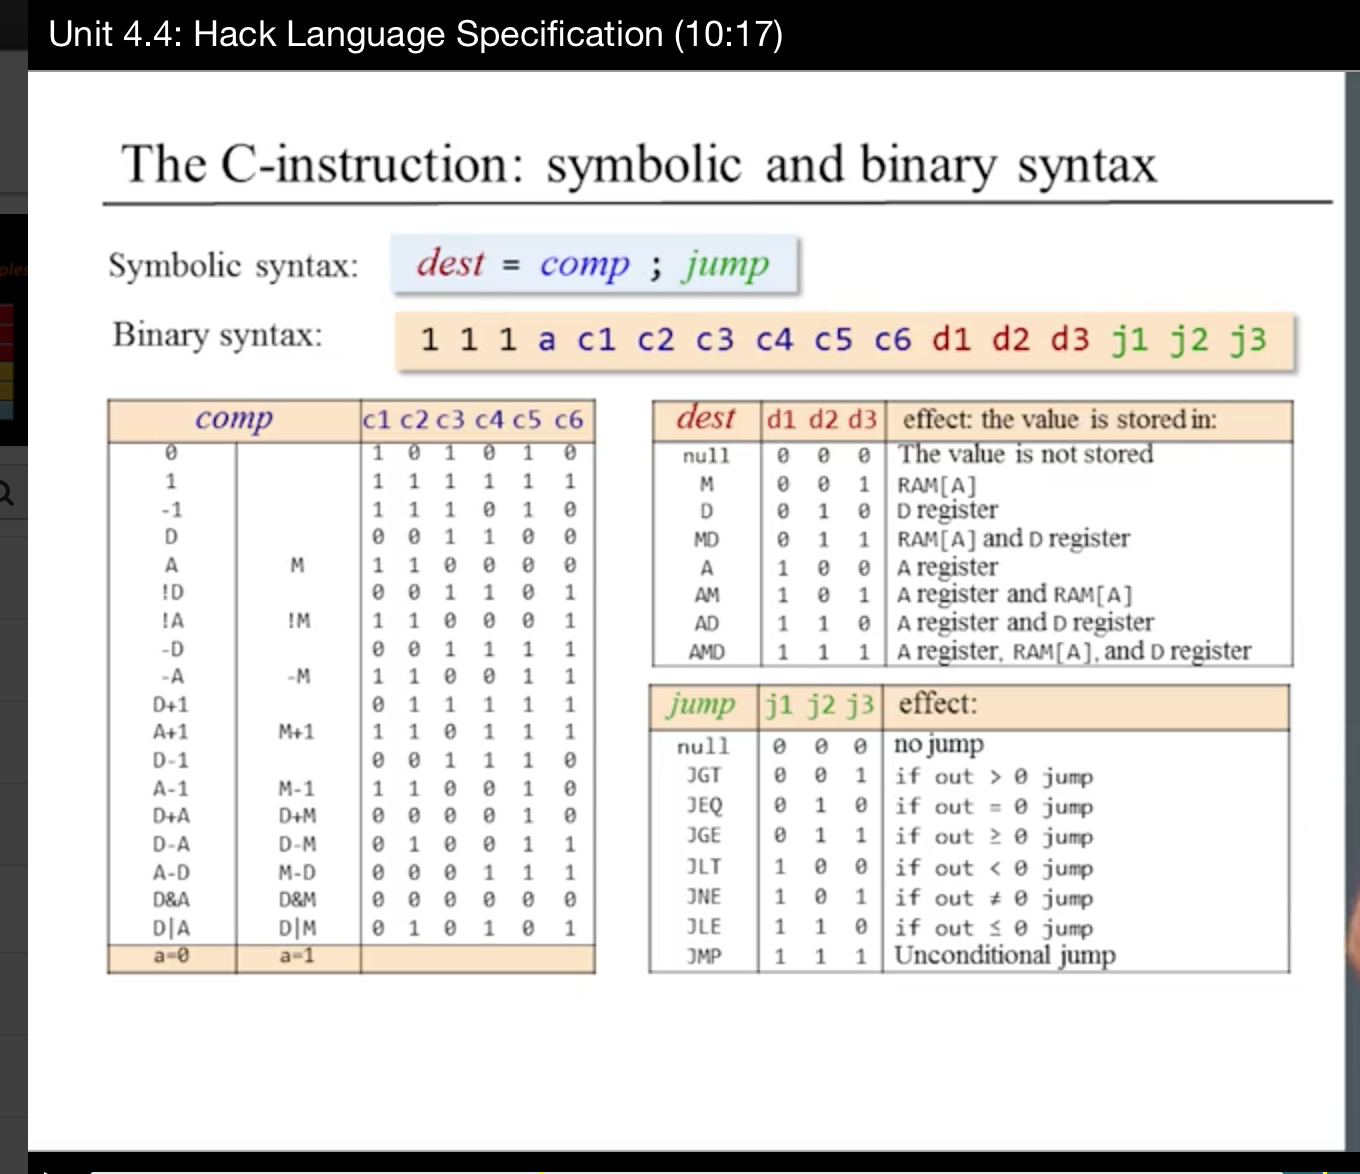 Unit 4.4: Hack Language Specification (10:17)
The C-instruction: symbolic and binary syntax
Symbolic syntax: dest = comp ; jump
Binary syntax: 1 1 1 a c1 c2 c3 c4 c5 c6 d1 d2 d3 j1 j2 j3
comp c1 c2 c3 c4 c5 c6
0 1 0 1 0 1 0
1 1 1 1 1 1 1
-1 1 1 1 0 1 0
D 0 0 1 1 0 0
A M 1 1 0 0 0 0
!D 0 0 1 1 0 1
!A !M 1 1 0 0 0 1
-D 0 0 1 1 1 1
-A -M 1 1 0 0 1 1
D+1 0 1 1 1 1 1
A+1 M+1 1 1 0 1 1 1
D-1 0 0 1 1 1 0
A-1 M-1 1 1 0 0 1 0
D+A D+M 0 0 0 0 1 0
D-A D-M 0 1 0 0 1 1
A-D M-D 0 0 0 1 1 1
D&A D&M 0 0 0 0 0 0
D|A D|M 0 1 0 1 0 1
a=0 a=1
dest d1 d2 d3 effect: the value is stored in:
null 0 0 0 The value is not stored
M 0 0 1 RAM[A]
D 0 1 0 D register
MD 0 1 1 RAM[A] and D register
A 1 0 0 A register
AM 1 0 1 A register and RAM[A]
AD 1 1 0 A register and D register
AMD 1 1 1 A register, RAM[A], and D register
jump j1 j2 j3 effect:
null 0 0 0 no jump
JGT 0 0 1 if out > 0 jump
JEQ 0 1 0 if out = 0 jump
JGE 0 1 1 if out ≥ 0 jump
JLT 1 0 0 if out < 0 jump
JNE 1 0 1 if out ≠ 0 jump
JLE 1 1 0 if out ≤ 0 jump
JMP 1 1 1 Unconditional jump